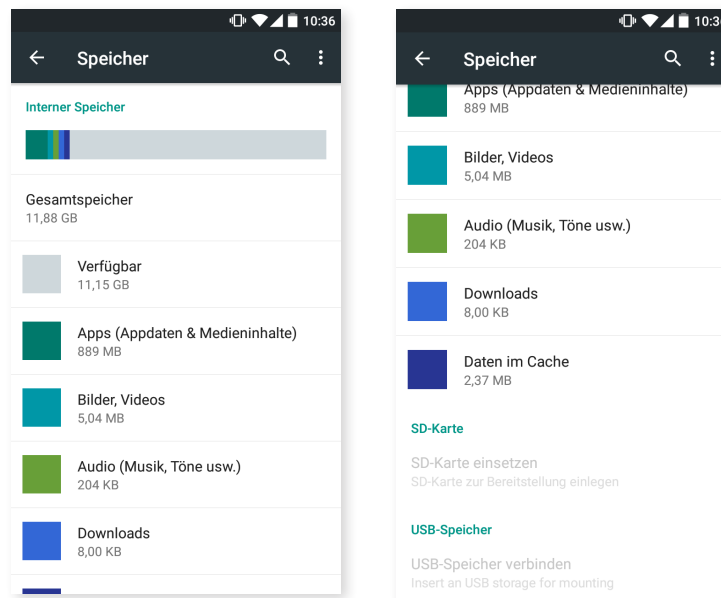 10:36
Speicher
Interner Speicher
Gesamtspeicher
11,88 GB
Verfügbar
11,15 GB
Apps (Appdaten & Medieninhalte)
889 MB
Bilder, Videos
5,04 MB
Audio (Musik, Töne usw.)
204 KB
Downloads
8,00 KB
10:36
Speicher
Apps (Appdaten & Medieninhalte)
889 MB
Bilder, Videos
5,04 MB
Audio (Musik, Töne usw.)
204 KB
Downloads
8,00 KB
Daten im Cache
2,37 MB
SD-Karte
SD-Karte einsetzen
SD-Karte zur Bereitstellung einlegen
USB-Speicher
USB-Speicher verbinden
Insert an USB storage for mounting